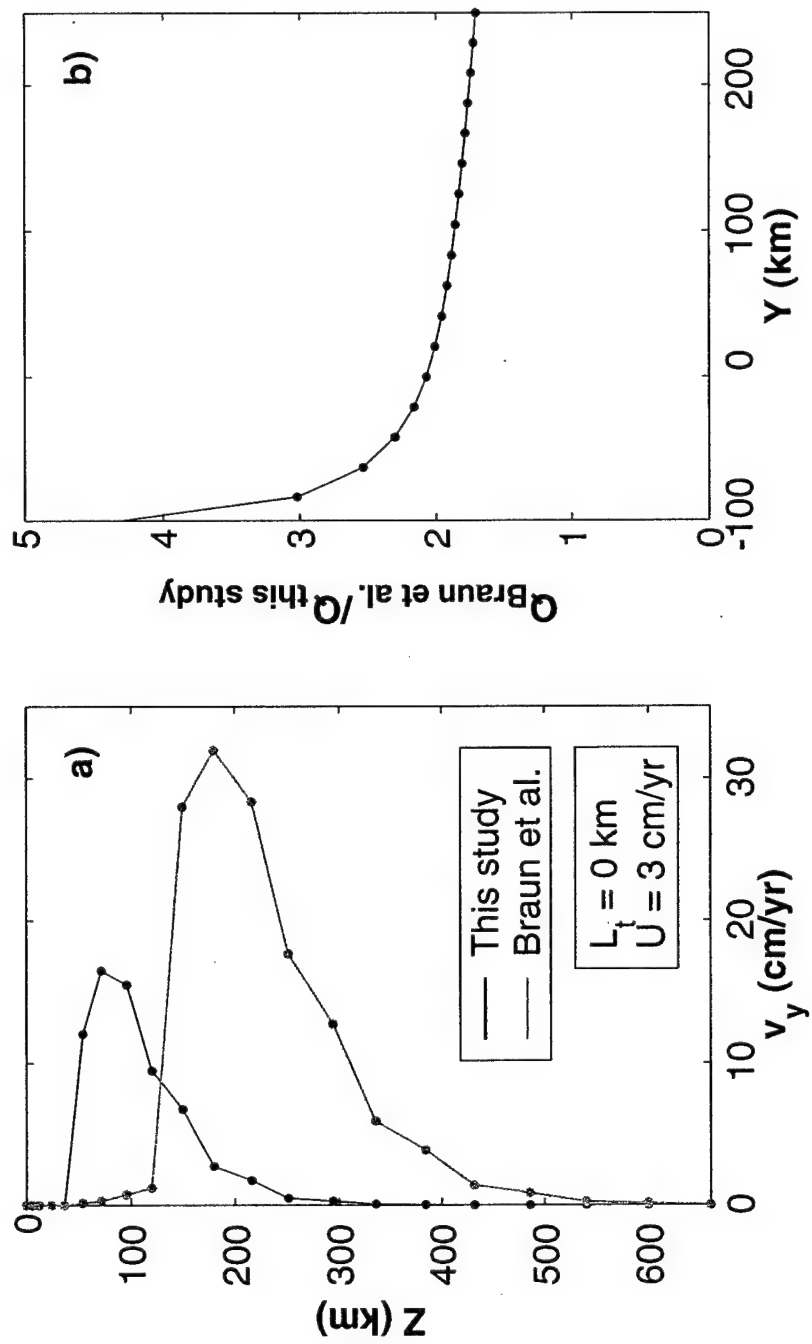 a)
Z (km)
0
100
200
300
400
500
600
0
10
20
30
v_y (cm/yr)
This study
Braun et al.
L_t = 0 km
U = 3 cm/yr
b)
Q_Braun et al./Q_this study
5
4
3
2
1
0
-100
0
100
200
Y (km)